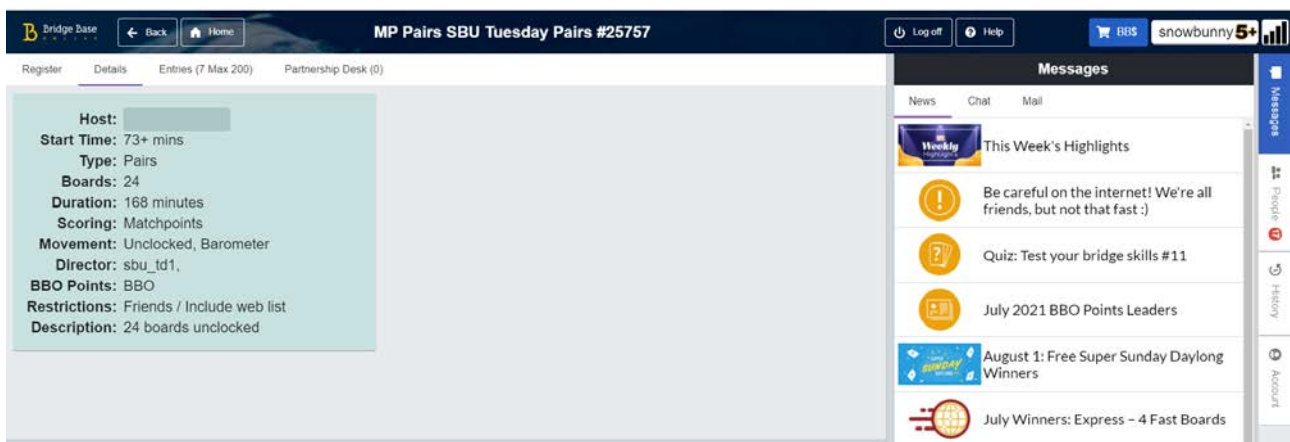 Bridge Base
Back
Home
MP Pairs SBU Tuesday Pairs #25757
Log off
Help
BB$
snowbunny 5+
Register
Details
Entries (7 Max 200)
Partnership Desk (0)
Host:
Start Time: 73+ mins
Type: Pairs
Boards: 24
Duration: 168 minutes
Scoring: Matchpoints
Movement: Unclocked, Barometer
Director: sbu_td1,
BBO Points: BBO
Restrictions: Friends / Include web list
Description: 24 boards unclocked
Messages
News
Chat
Mail
Weekly
Highlights
This Week's Highlights
Be careful on the internet! We're all
friends, but not that fast :)
Quiz: Test your bridge skills #11
July 2021 BBO Points Leaders
SUNDAY
August 1: Free Super Sunday Daylong
Winners
July Winners: Express – 4 Fast Boards
Messages
People
History
Account